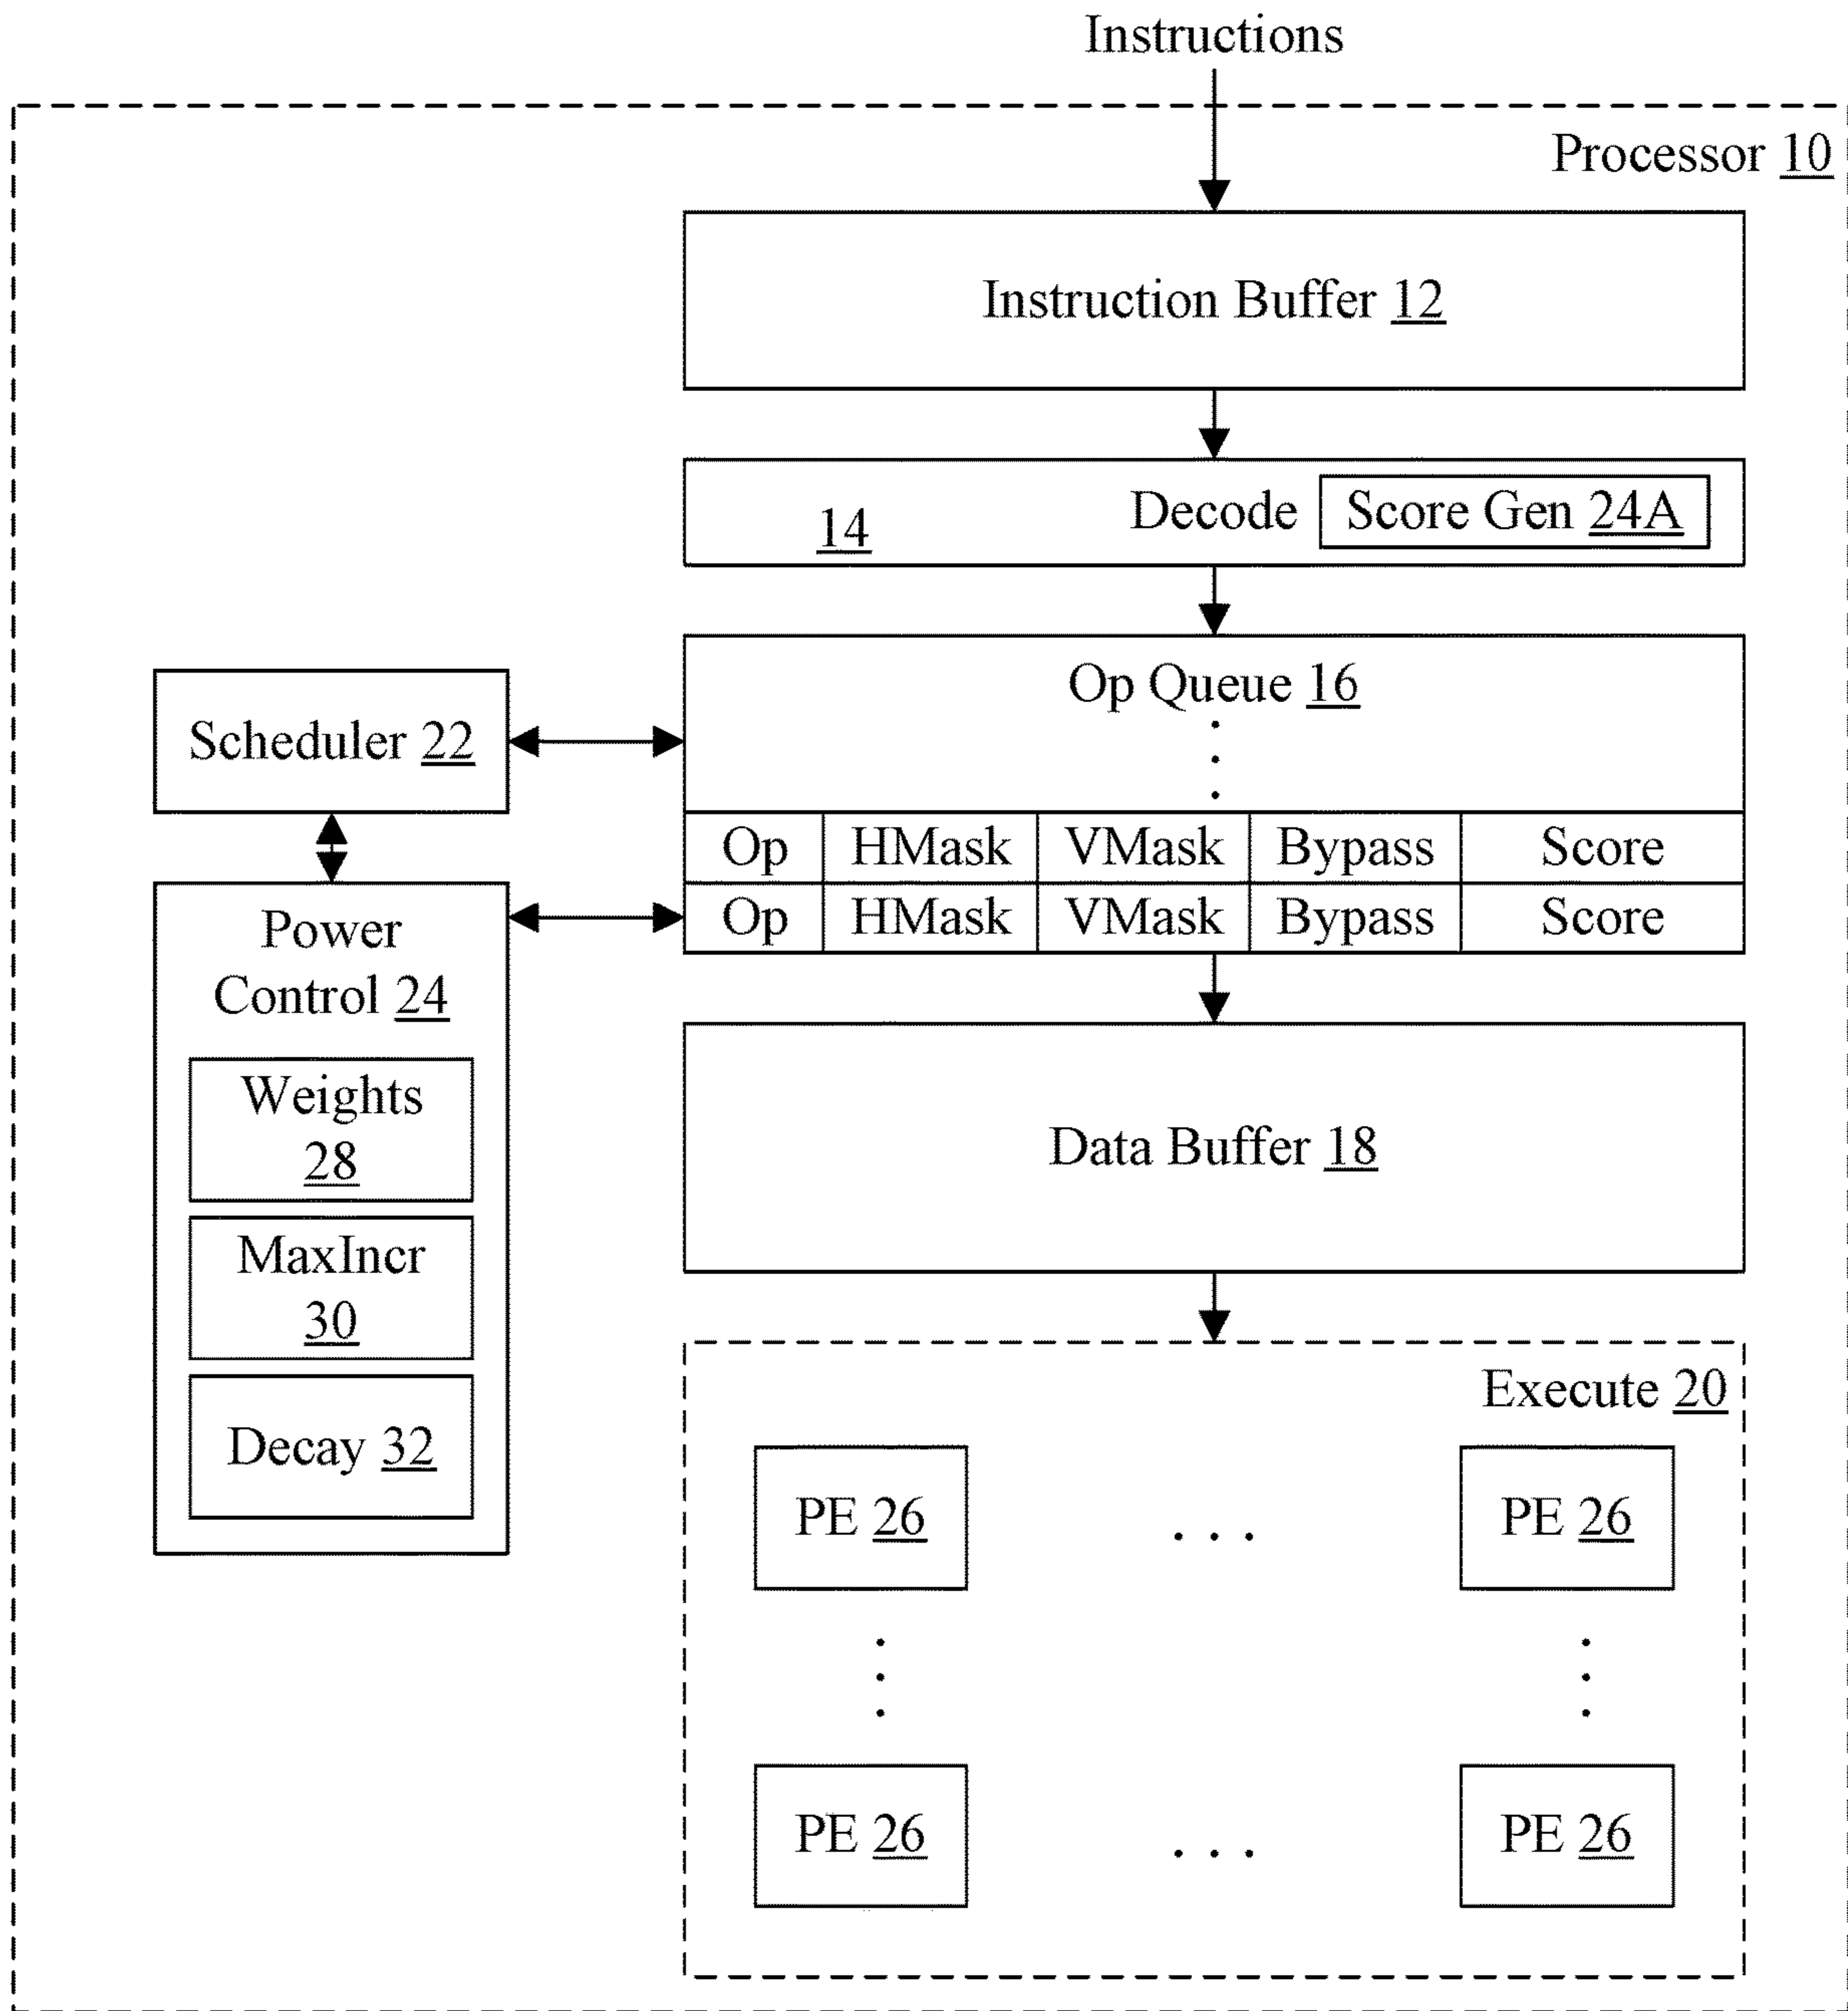 Instructions
Processor 10
Instruction Buffer 12
14
Decode
Score Gen 24A
Op Queue 16
Scheduler 22
Op HMask VMask Bypass Score
Op HMask VMask Bypass Score
Power
Control 24
Weights
28
MaxIncr
30
Decay 32
Data Buffer 18
Execute 20
PE 26 . . . PE 26
PE 26 . . . PE 26